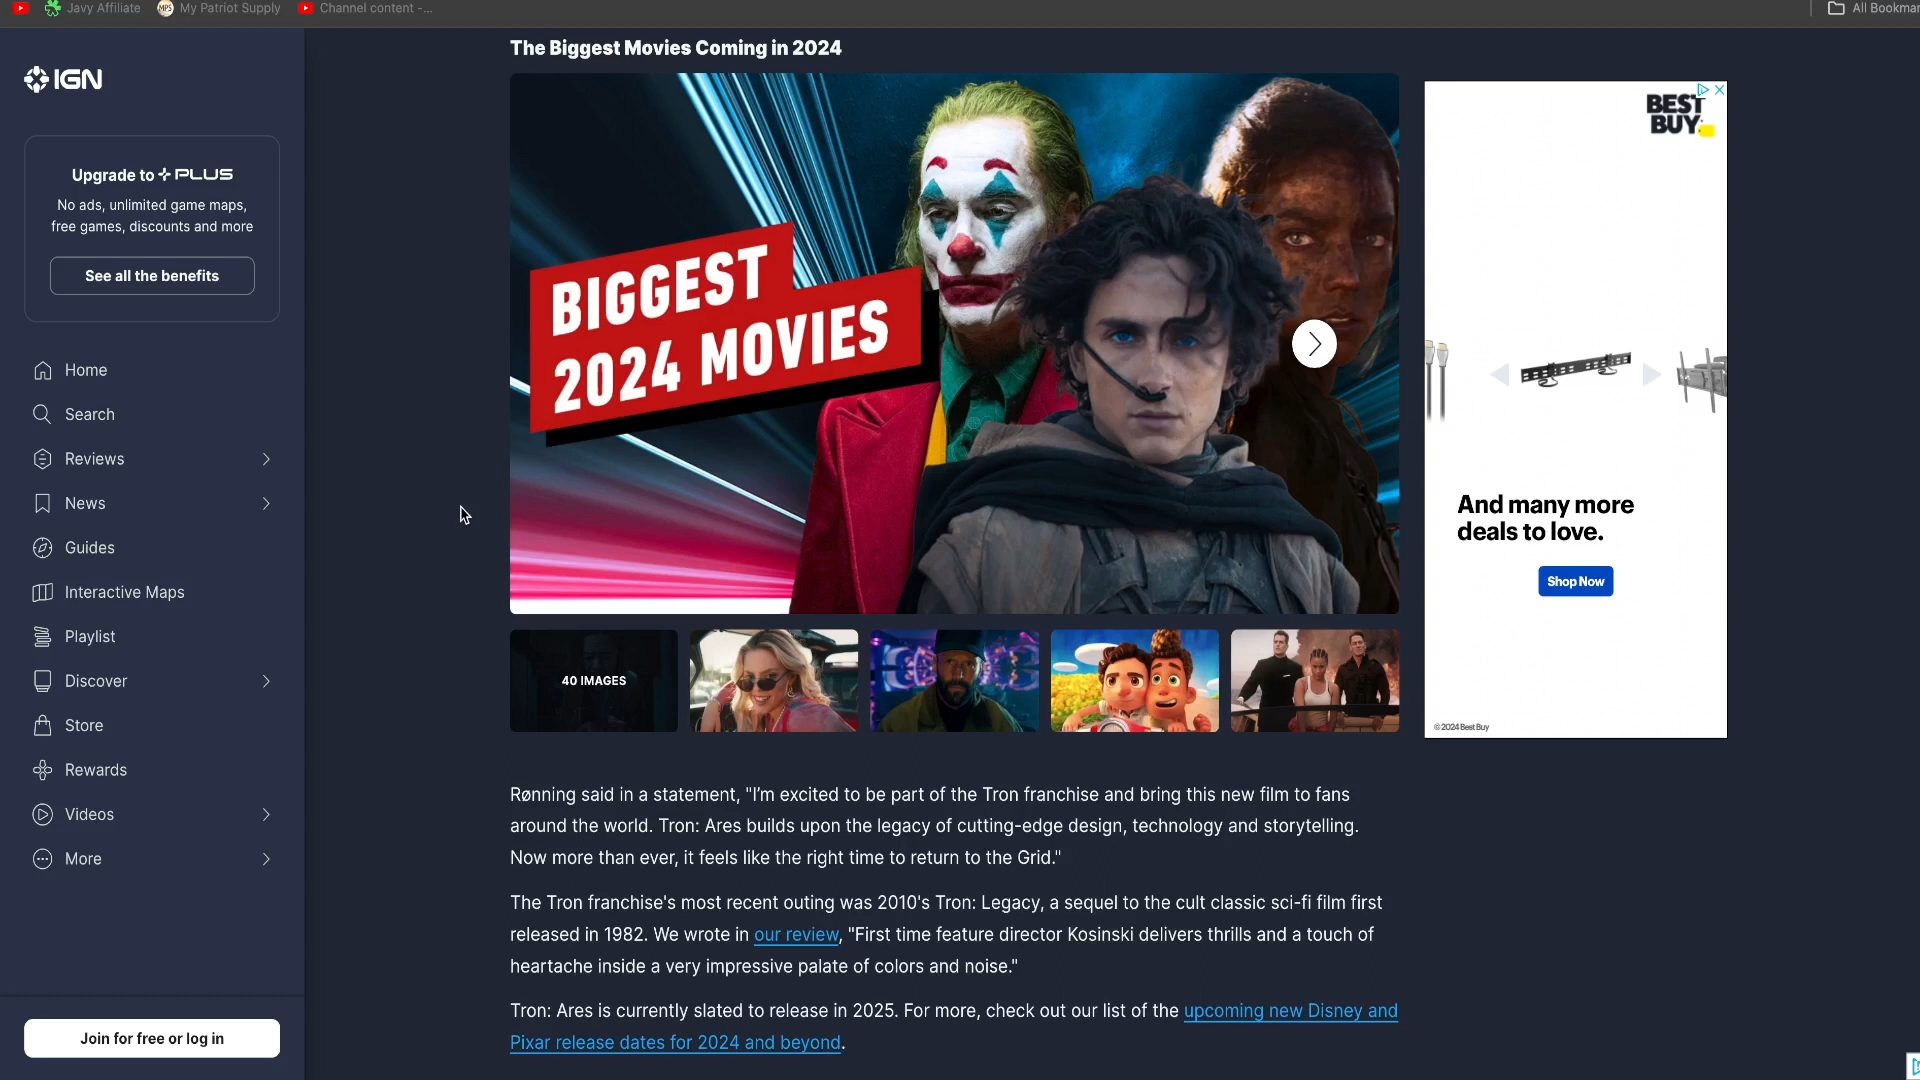 Javy Affiliate
MPS
My Patriot Supply
Channel content -...
All Bookmar
IGN
Upgrade to PLUS
No ads, unlimited game maps,
free games, discounts and more
See all the benefits
Home
Search
Reviews
News
Guides
Interactive Maps
Playlist
Discover
Store
Rewards
Videos
More
Join for free or log in
The Biggest Movies Coming in 2024
BIGGEST
2024 MOVIES
40 IMAGES
Rønning said in a statement, "I'm excited to be part of the Tron franchise and bring this new film to fans
around the world. Tron: Ares builds upon the legacy of cutting-edge design, technology and storytelling.
Now more than ever, it feels like the right time to return to the Grid."
The Tron franchise's most recent outing was 2010's Tron: Legacy, a sequel to the cult classic sci-fi film first
released in 1982. We wrote in our review, "First time feature director Kosinski delivers thrills and a touch of
heartache inside a very impressive palate of colors and noise."
Tron: Ares is currently slated to release in 2025. For more, check out our list of the upcoming new Disney and
Pixar release dates for 2024 and beyond.
BEST
BUY
And many more
deals to love.
Shop Now
© 2024 Best Buy